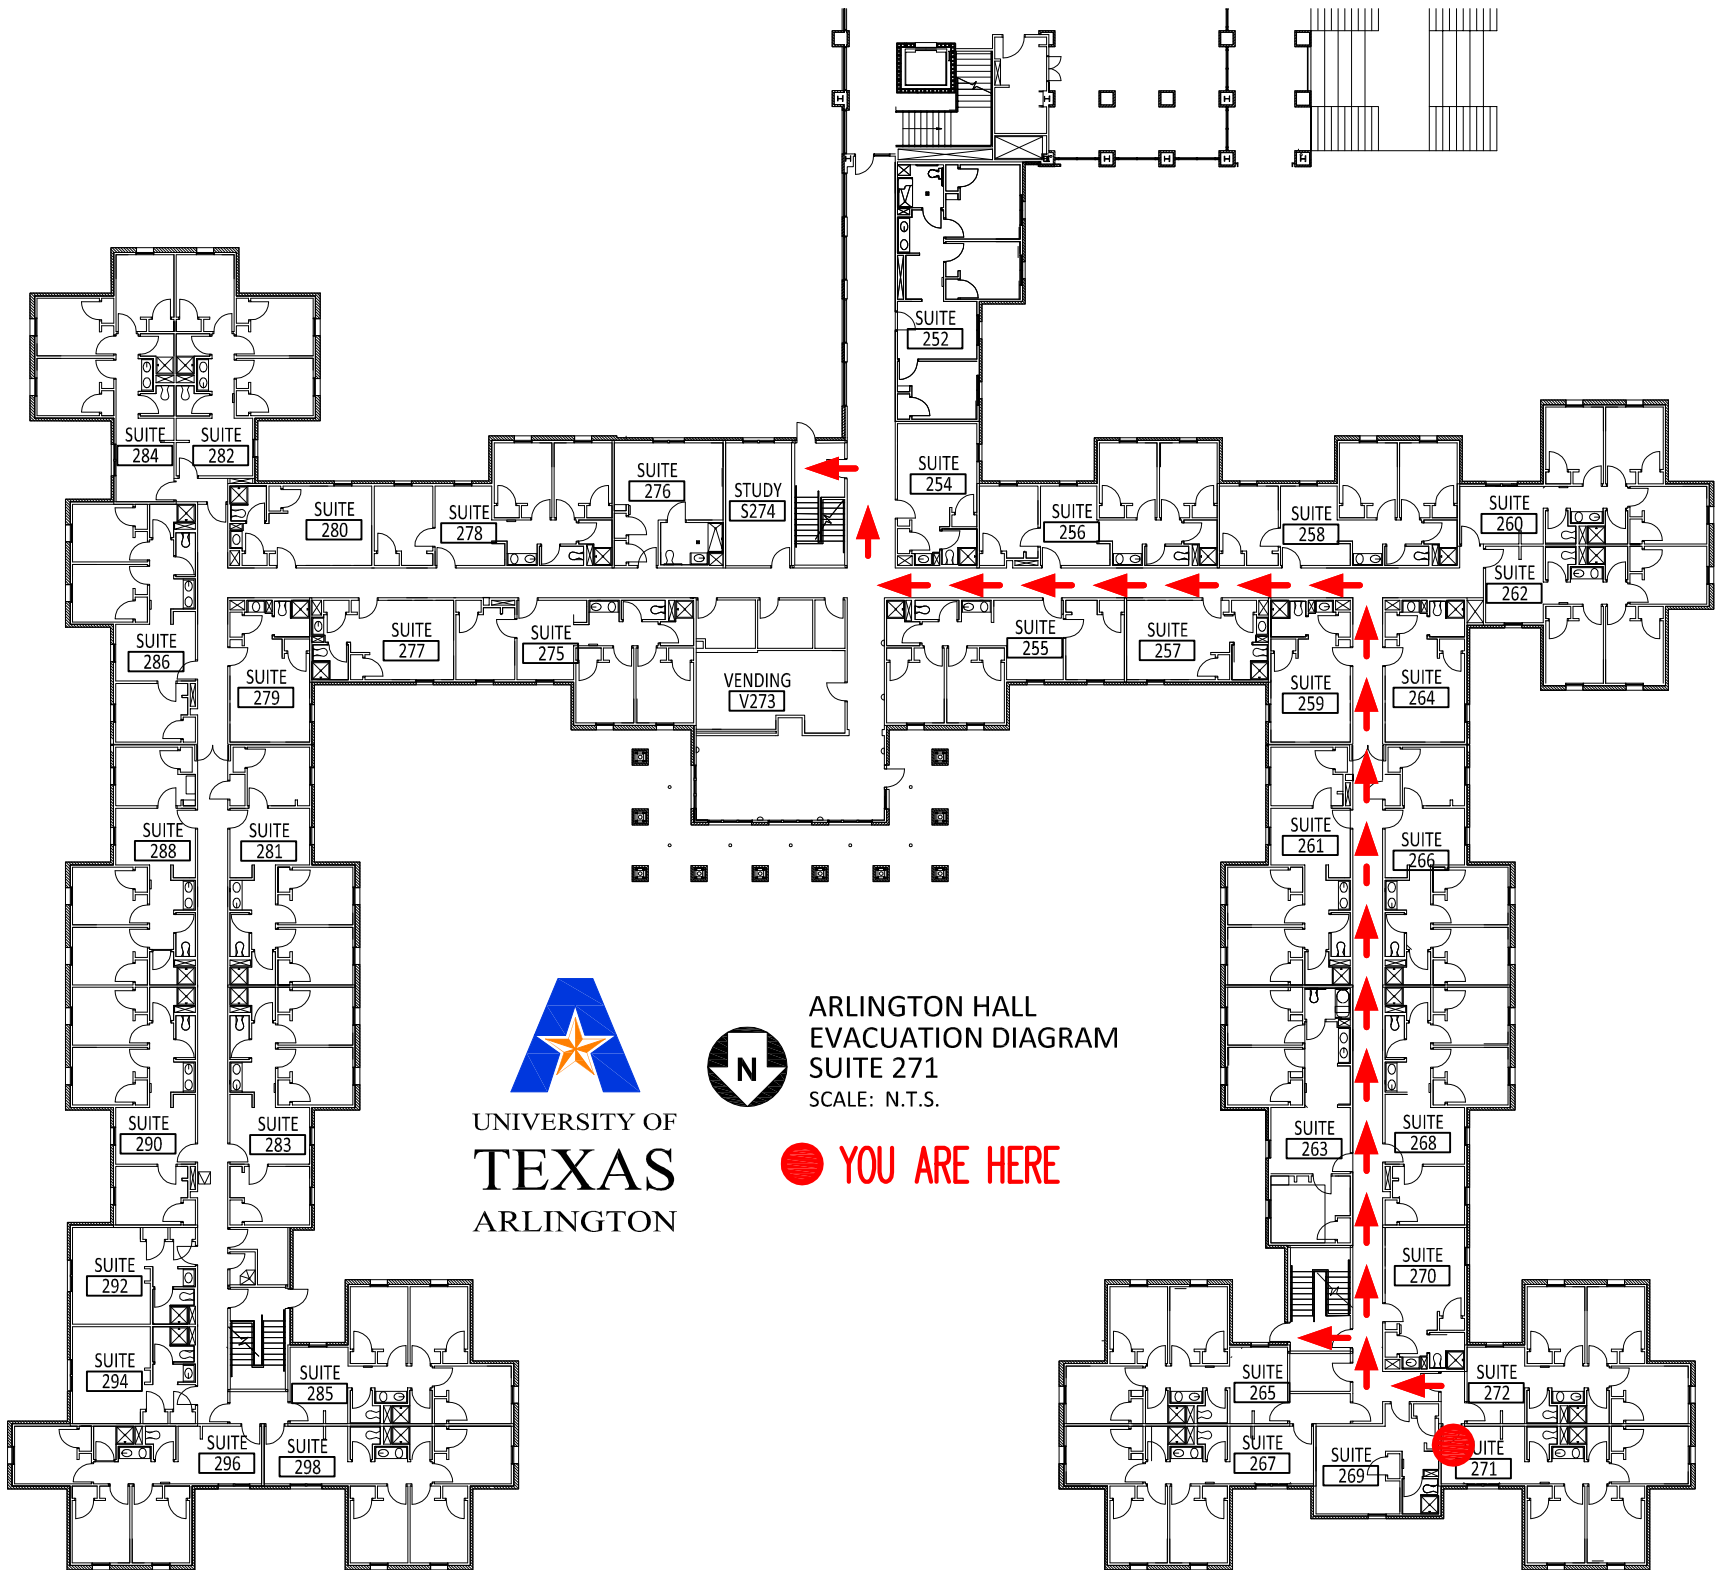 SUITE
252
SUITE
284
SUITE
282
SUITE
254
SUITE
276
STUDY
S274
SUITE
280
SUITE
278
SUITE
256
SUITE
258
SUITE
260
SUITE
262
SUITE
286
SUITE
277
SUITE
275
SUITE
255
SUITE
257
SUITE
279
VENDING
V273
SUITE
259
SUITE
264
SUITE
288
SUITE
281
SUITE
261
SUITE
266
ARLINGTON HALL
EVACUATION DIAGRAM
SUITE 271
SCALE: N.T.S.
N
UNIVERSITY OF
TEXAS
ARLINGTON
YOU ARE HERE
SUITE
290
SUITE
283
SUITE
263
SUITE
268
SUITE
292
SUITE
270
SUITE
294
SUITE
285
SUITE
265
SUITE
272
SUITE
296
SUITE
298
SUITE
267
SUITE
269
SUITE
271